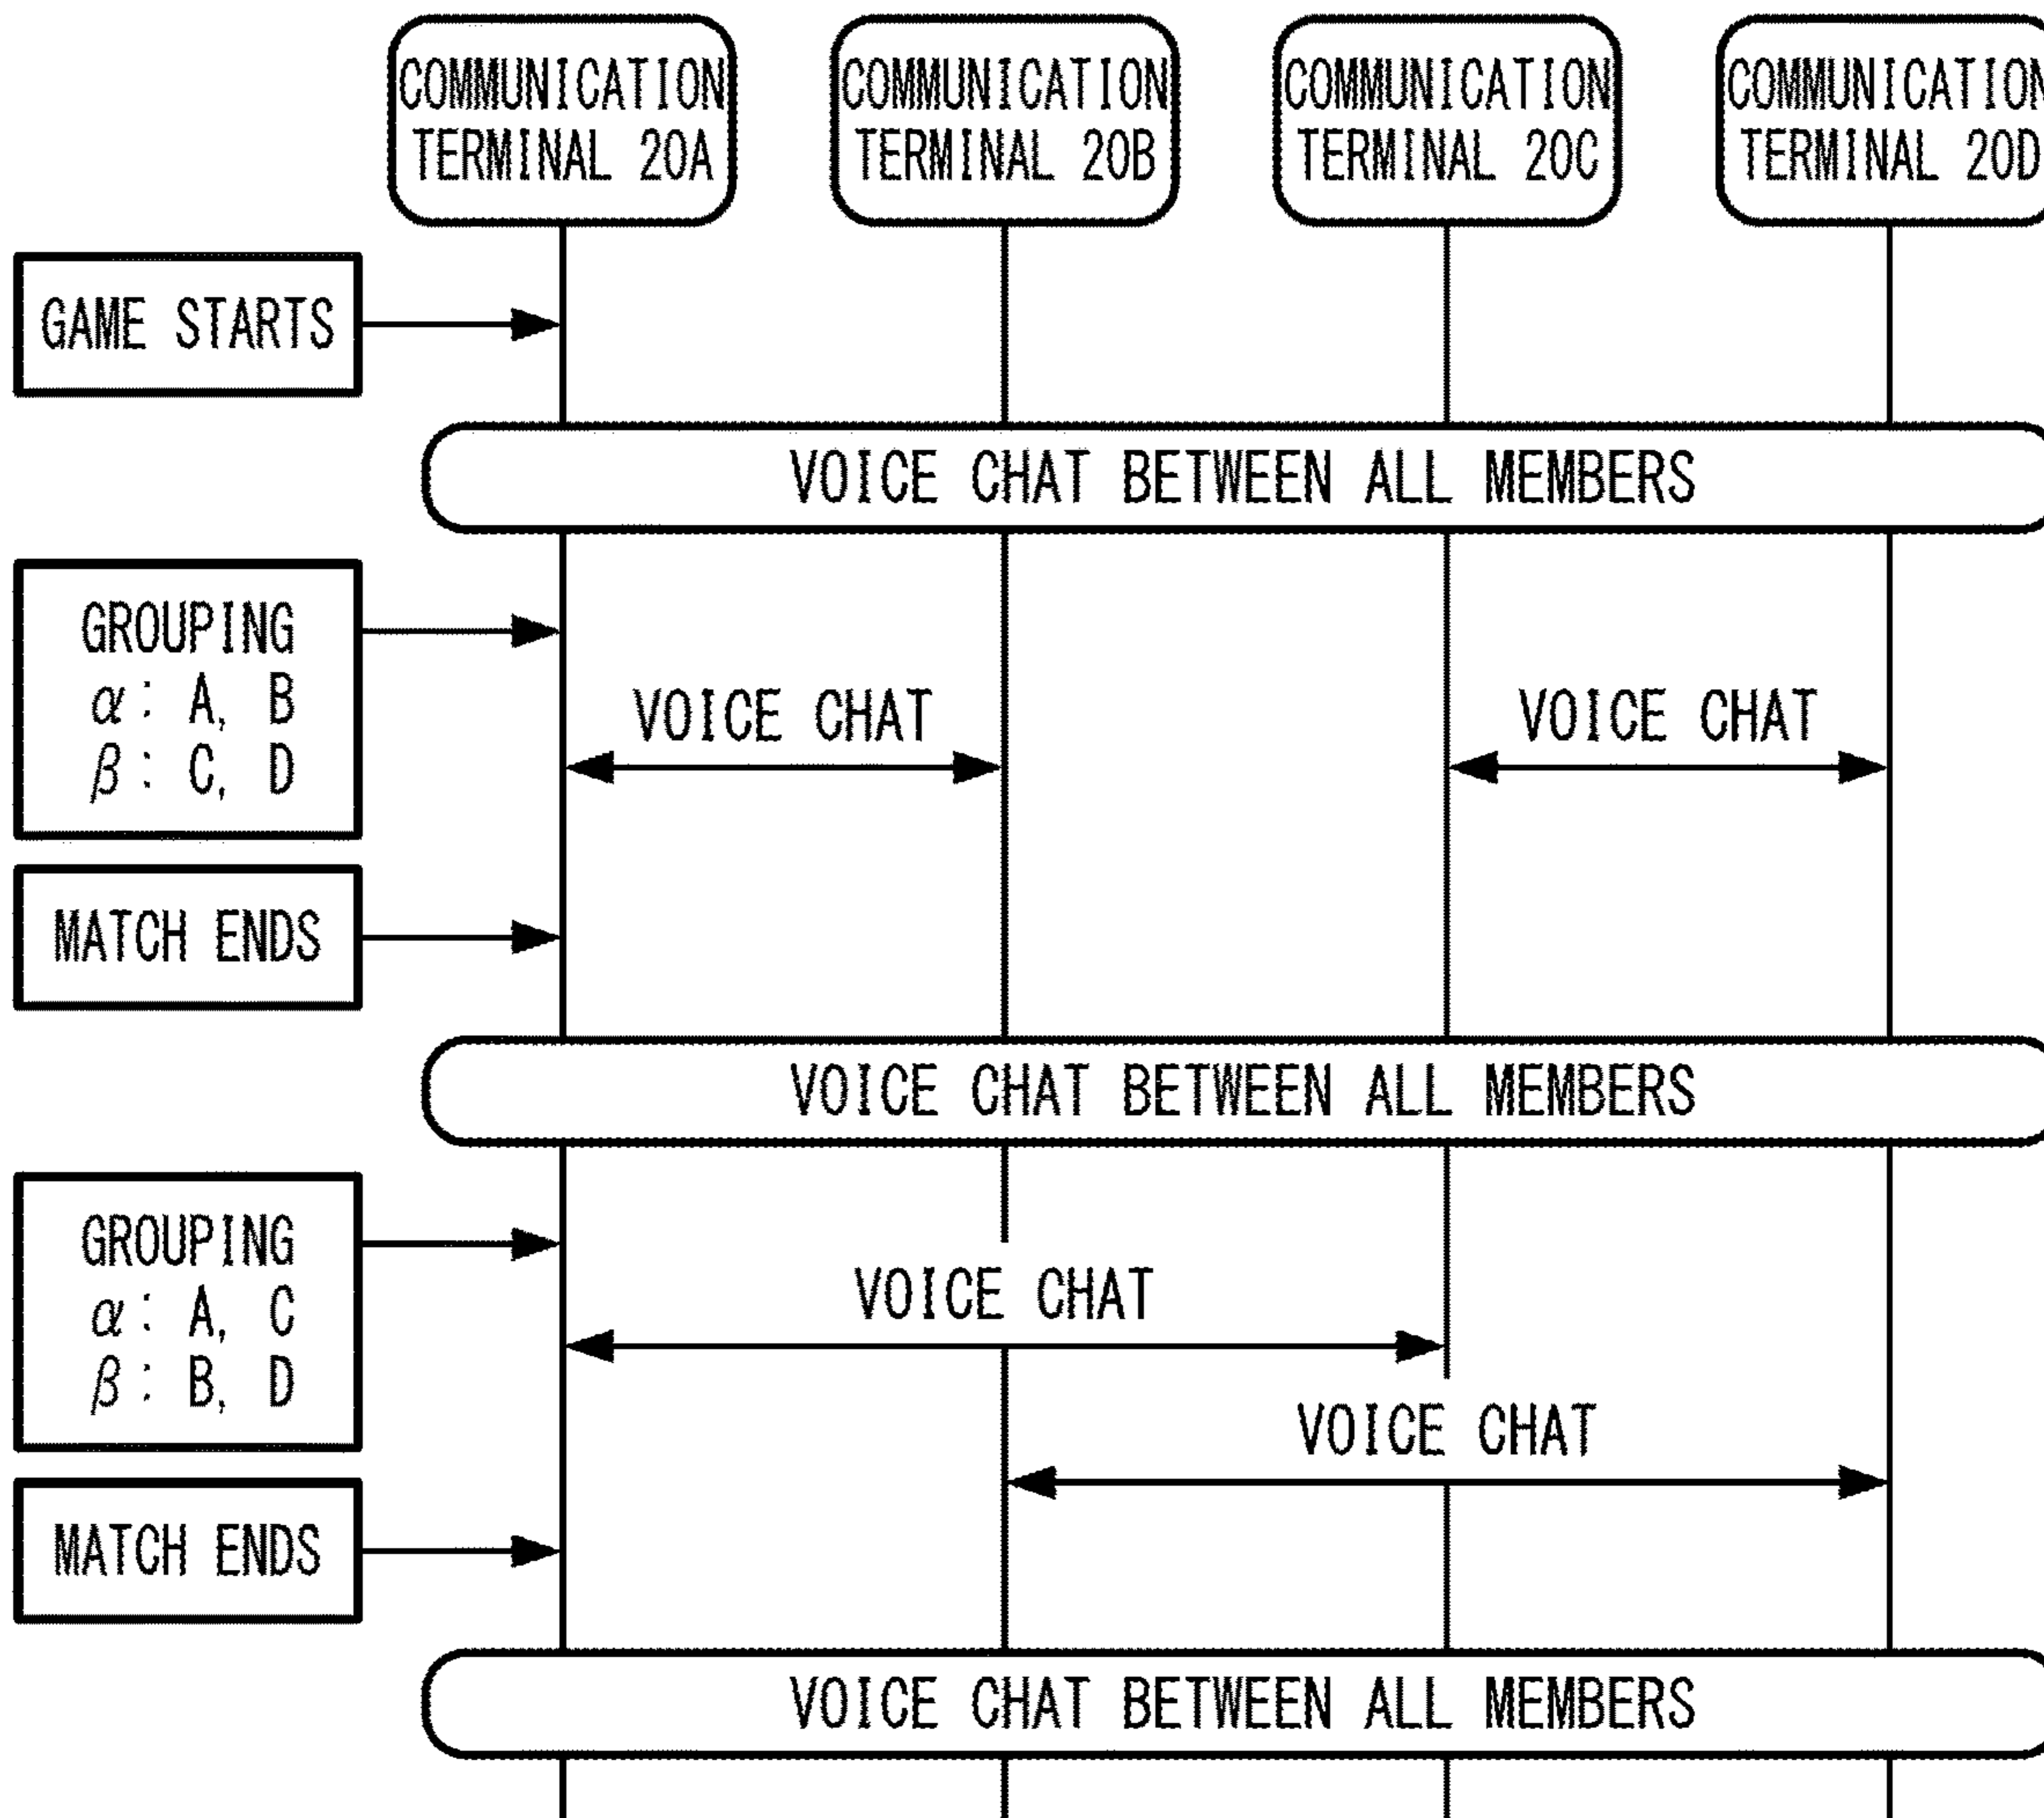 COMMUNICATION
TERMINAL 20A
COMMUNICATION
TERMINAL 20B
COMMUNICATION
TERMINAL 20C
COMMUNICATION
TERMINAL 20D
GAME STARTS
VOICE CHAT BETWEEN ALL MEMBERS
GROUPING
α: A, B
β: C, D
VOICE CHAT
VOICE CHAT
MATCH ENDS
VOICE CHAT BETWEEN ALL MEMBERS
GROUPING
α: A, C
β: B, D
VOICE CHAT
VOICE CHAT
MATCH ENDS
VOICE CHAT BETWEEN ALL MEMBERS